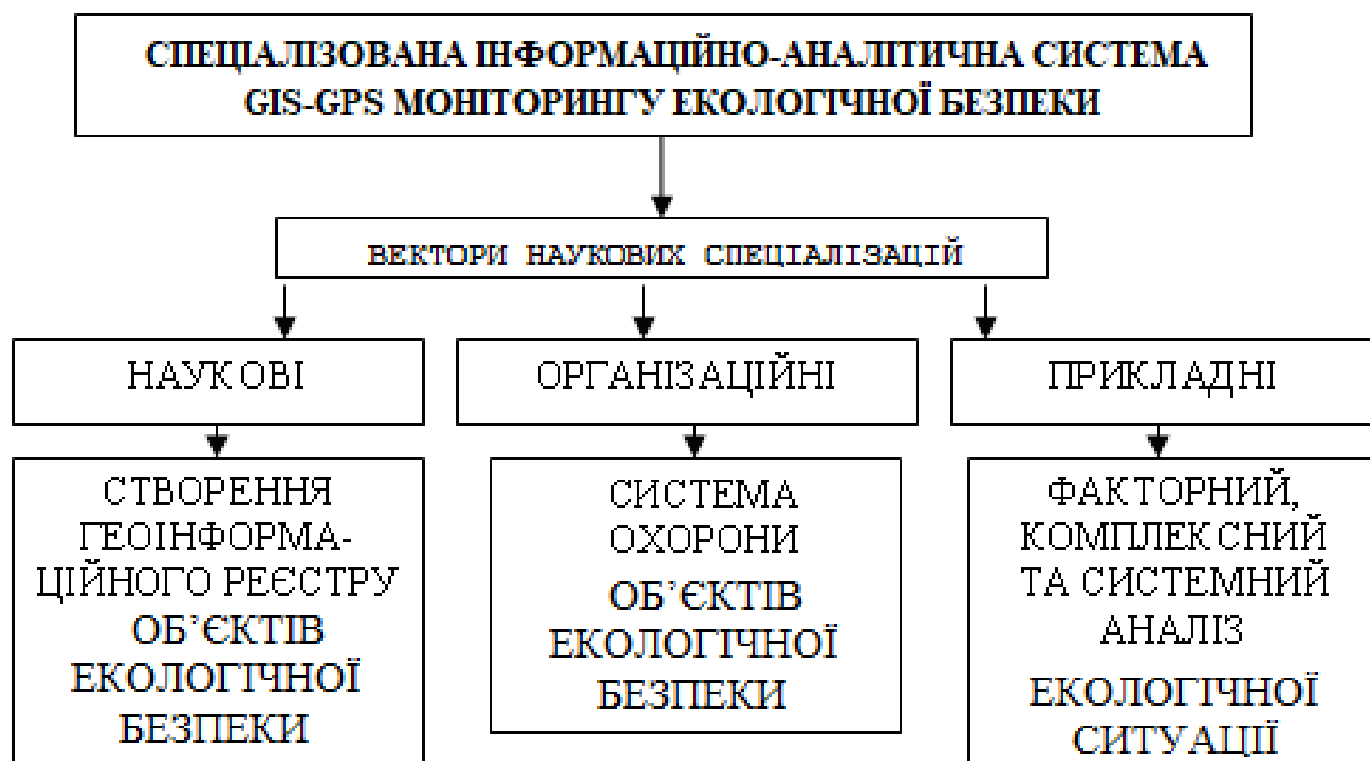 СПЕЦІАЛІЗОВАНА ІНФОРМАЦІЙНО-АНАЛІТИЧНА СИСТЕМА
GIS-GPS МОНІТОРИНГУ ЕКОЛОГІЧНОЇ БЕЗПЕКИ
ВЕКТОРИ НАУКОВИХ СПЕЦІАЛІЗАЦІЙ
НАУКОВІ
ОРГАНІЗАЦІЙНІ
ПРИКЛАДНІ
СТВОРЕННЯ
ГЕОІНФОРМА-
ЦІЙНОГО РЕЄСТРУ
ОБ’ЄКТІВ
ЕКОЛОГІЧНОЇ
БЕЗПЕКИ
СИСТЕМА
ОХОРОНИ
ОБ’ЄКТІВ
ЕКОЛОГІЧНОЇ
БЕЗПЕКИ
ФАКТОРНИЙ,
КОМПЛЕКСНИЙ
ТА СИСТЕМНИЙ
АНАЛІЗ
ЕКОЛОГІЧНОЇ
СИТУАЦІЇ